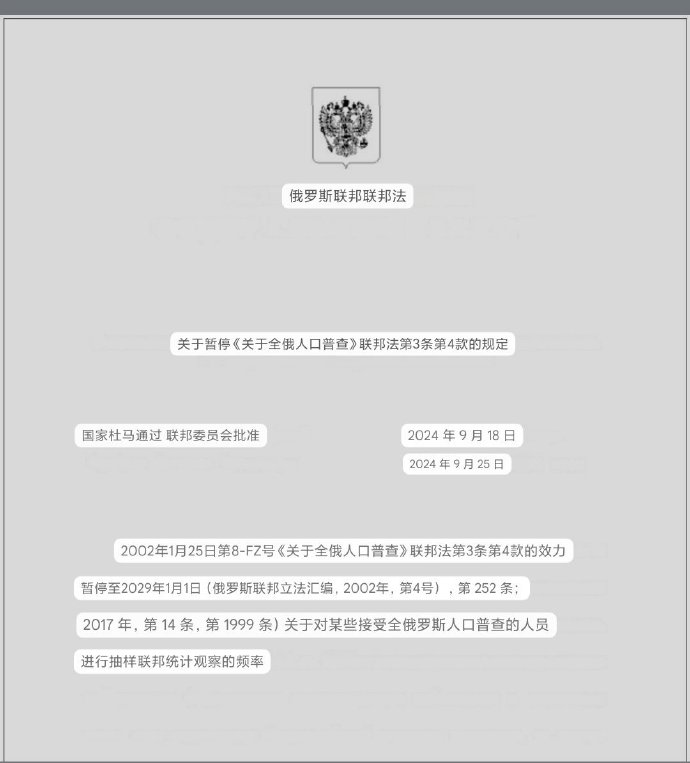 俄罗斯联邦联邦法
关于暂停《关于全俄人口普查》联邦法第3条第4款的规定
国家杜马通过 联邦委员会批准
2024 年 9 月 18 日
2024 年 9 月 25 日
2002年1月25日第8-FZ号《关于全俄人口普查》联邦法第3条第4款的效力
暂停至2029年1月1日（俄罗斯联邦立法汇编, 2002年, 第4号）, 第 252 条;
2017 年, 第 14 条, 第 1999 条）关于对某些接受全俄罗斯人口普查的人员
进行抽样联邦统计观察的频率